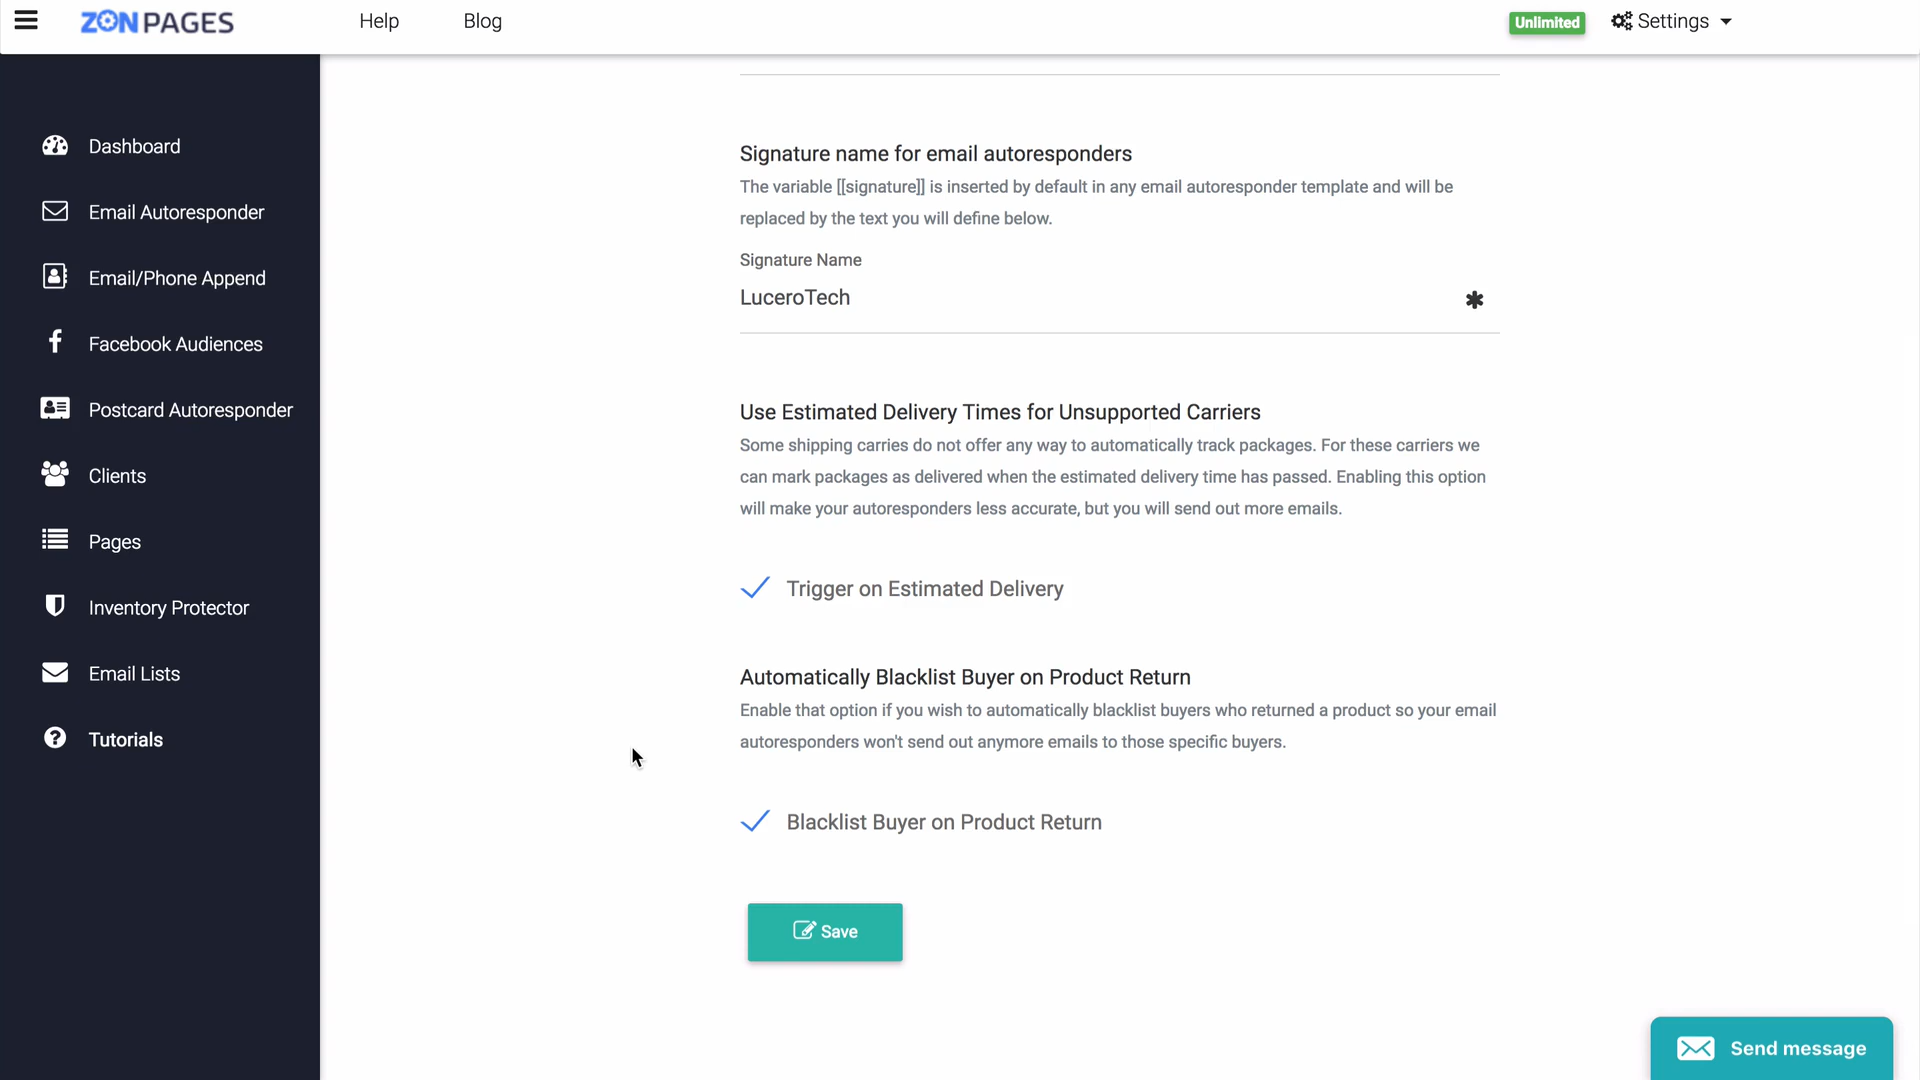 ZONPAGES
Help
Blog
Unlimited
Settings
Dashboard
Email Autoresponder
Email/Phone Append
Facebook Audiences
Postcard Autoresponder
Clients
Pages
Inventory Protector
Email Lists
Tutorials
Signature name for email autoresponders
The variable [[signature]] is inserted by default in any email autoresponder template and will be
replaced by the text you will define below.
Signature Name
LuceroTech
Use Estimated Delivery Times for Unsupported Carriers
Some shipping carries do not offer any way to automatically track packages. For these carriers we
can mark packages as delivered when the estimated delivery time has passed. Enabling this option
will make your autoresponders less accurate, but you will send out more emails.
Trigger on Estimated Delivery
Automatically Blacklist Buyer on Product Return
Enable that option if you wish to automatically blacklist buyers who returned a product so your email
autoresponders won't send out anymore emails to those specific buyers.
Blacklist Buyer on Product Return
Save
Send message